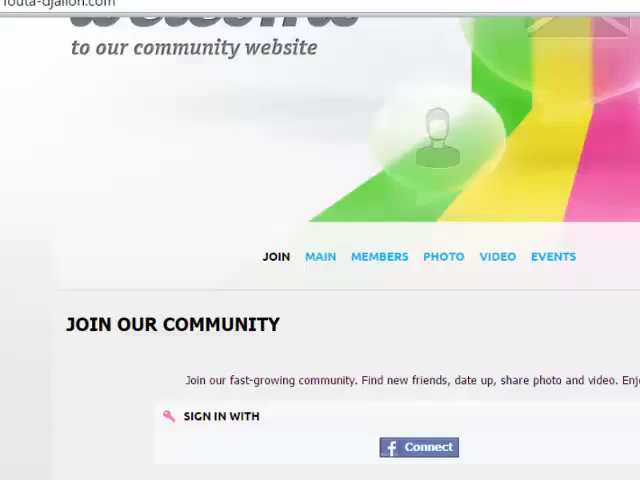 fouta-djallon.com
to our community website
JOIN MAIN MEMBERS PHOTO VIDEO EVENTS
JOIN OUR COMMUNITY
Join our fast-growing community. Find new friends, date up, share photo and video.
SIGN IN WITH
f Connect